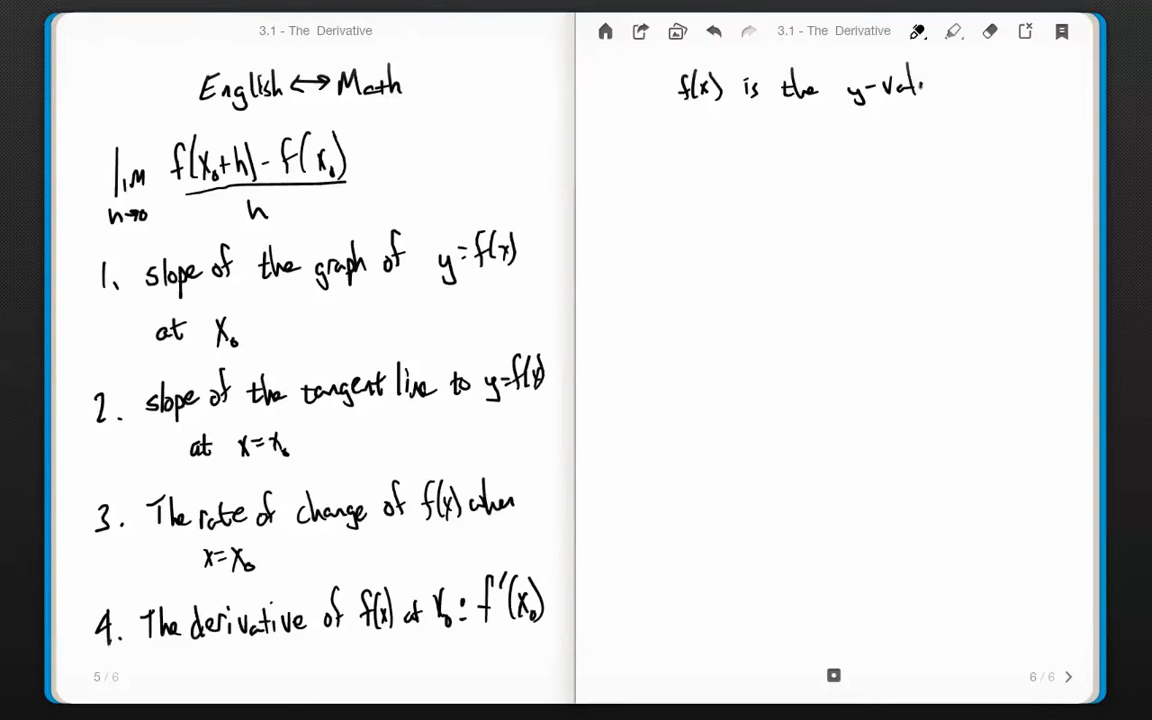 3.1 - The Derivative
English ↔ Math
lim h→0 f(x₀+h) - f(x₀) / h
1. slope of the graph of y=f(x)
at x₀
2. slope of the tangent line to y=f(x)
at x=x₀
3. The rate of change of f(x) when
x=x₀
4. The derivative of f(x) at x₀: f'(x₀)
5 / 6
3.1 - The Derivative
f(x) is the y-val
6 / 6